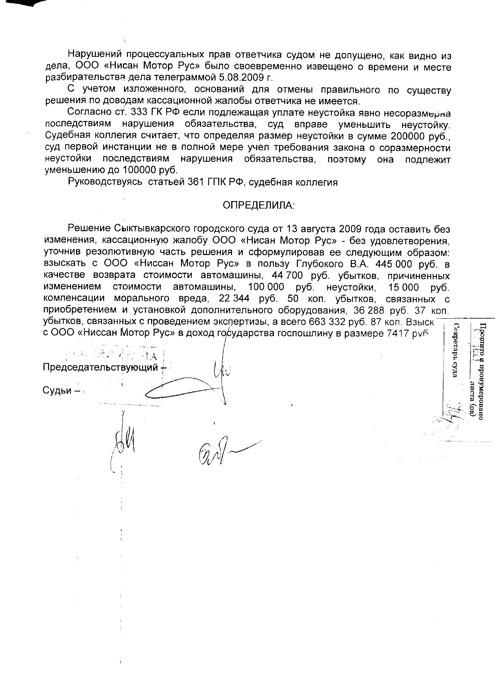 Нарушений процессуальных прав ответчика судом не допущено, как видно из
дела, ООО «Нисан Мотор Рус» было своевременно извещено о времени и месте
разбирательства дела телеграммой 5.08.2009 г.
С учетом изложенного, оснований для отмены правильного по существу
решения по доводам кассационной жалобы ответчика не имеется.
Согласно ст. 333 ГК РФ если подлежащая уплате неустойка явно несоразмерна
последствиям нарушения обязательства, суд вправе уменьшить неустойку.
Судебная коллегия считает, что определяя размер неустойки в сумме 200000 руб.,
суд первой инстанции не в полной мере учел требования закона о соразмерности
неустойки последствиям нарушения обязательства, поэтому она подлежит
уменьшению до 100000 руб.
Руководствуясь статьей 361 ГПК РФ, судебная коллегия
ОПРЕДЕЛИЛА:
Решение Сыктывкарского городского суда от 13 августа 2009 года оставить без
изменения, кассационную жалобу ООО «Нисан Мотор Рус» - без удовлетворения,
уточнив резолютивную часть решения и сформулировав ее следующим образом:
взыскать с ООО «Ниссан Мотор Рус» в пользу Глубокого В.А. 445 000 руб. в
качестве возврата стоимости автомашины, 44 700 руб. убытков, причиненных
изменением стоимости автомашины, 100 000 руб. неустойки, 15 000 руб.
компенсации морального вреда, 22 344 руб. 50 коп. убытков, связанных с
приобретением и установкой дополнительного оборудования, 36 288 руб. 37 коп.
убытков, связанных с проведением экспертизы, а всего 663 332 руб. 87 коп. Взыск
с ООО «Ниссан Мотор Рус» в доход государства госпошлину в размере 7417 руб
Председательствующий –
Судьи –
Прошито и пронумеровано
листа (ов)
Секретарь суда